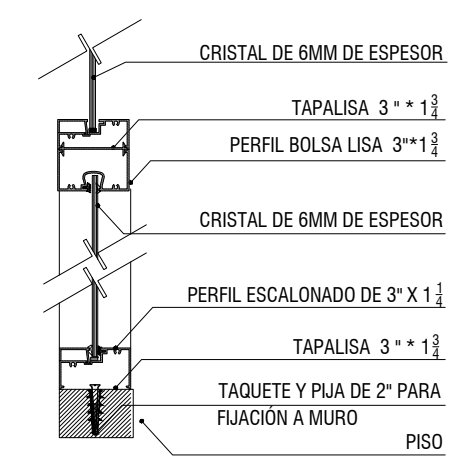 CRISTAL DE 6MM DE ESPESOR
TAPALISA 3 " * 1 3/4
PERFIL BOLSA LISA 3"*1 3/4
CRISTAL DE 6MM DE ESPESOR
PERFIL ESCALONADO DE 3" X 1 1/4
TAPALISA 3 " * 1 3/4
TAQUETE Y PIJA DE 2" PARA
FIJACIÓN A MURO
PISO